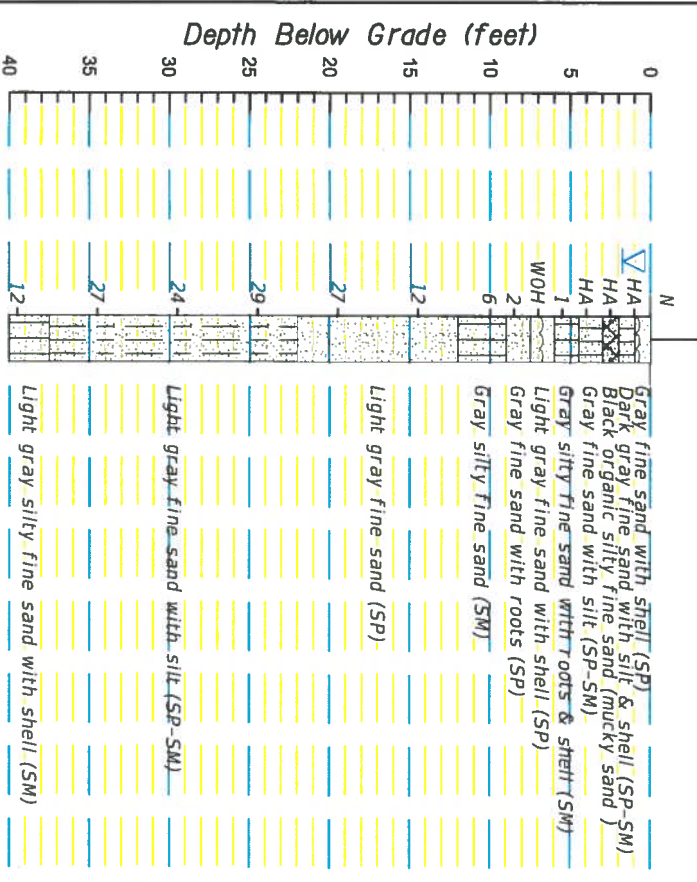 Depth Below Grade (feet)
0
5
10
15
20
25
30
35
40
N
HA
HA
HA
1
WOH
2
6
12
27
29
24
27
12
Gray fine sand with shell (SP)
Dark gray fine sand with silt & shell (SP-SM)
Black organic silty fine sand (mucky sand )
Gray fine sand with silt (SP-SM)
Gray silty fine sand with roots & shell (SM)
Light gray fine sand with shell (SP)
Gray fine sand with roots (SP)
Gray silty fine sand (SM)
Light gray fine sand (SP)
Light gray fine sand with silt (SP-SM)
Light gray silty fine sand with shell (SM)